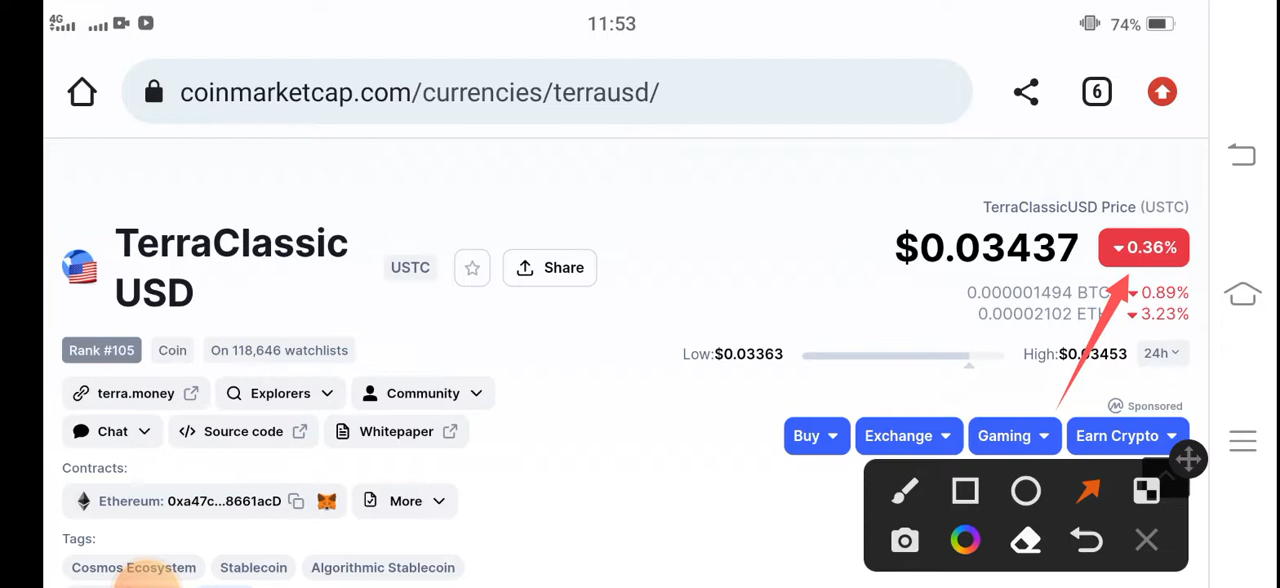 4G 11:53 74%
coinmarketcap.com/currencies/terrausd/ 6
TerraClassicUSD Price (USTC)
TerraClassic
USD
USTC
Share
$0.03437 0.36%
0.000001494 BTC 0.89%
0.00002102 ETH 3.23%
Low:$0.03363 High:$0.03453 24h
Rank #105 Coin On 118,646 watchlists
terra.money Explorers Community
Chat Source code Whitepaper
Sponsored
Buy Exchange Gaming Earn Crypto
Contracts:
Ethereum: 0xa47c...8661acD More
Tags:
Cosmos Ecosystem Stablecoin Algorithmic Stablecoin